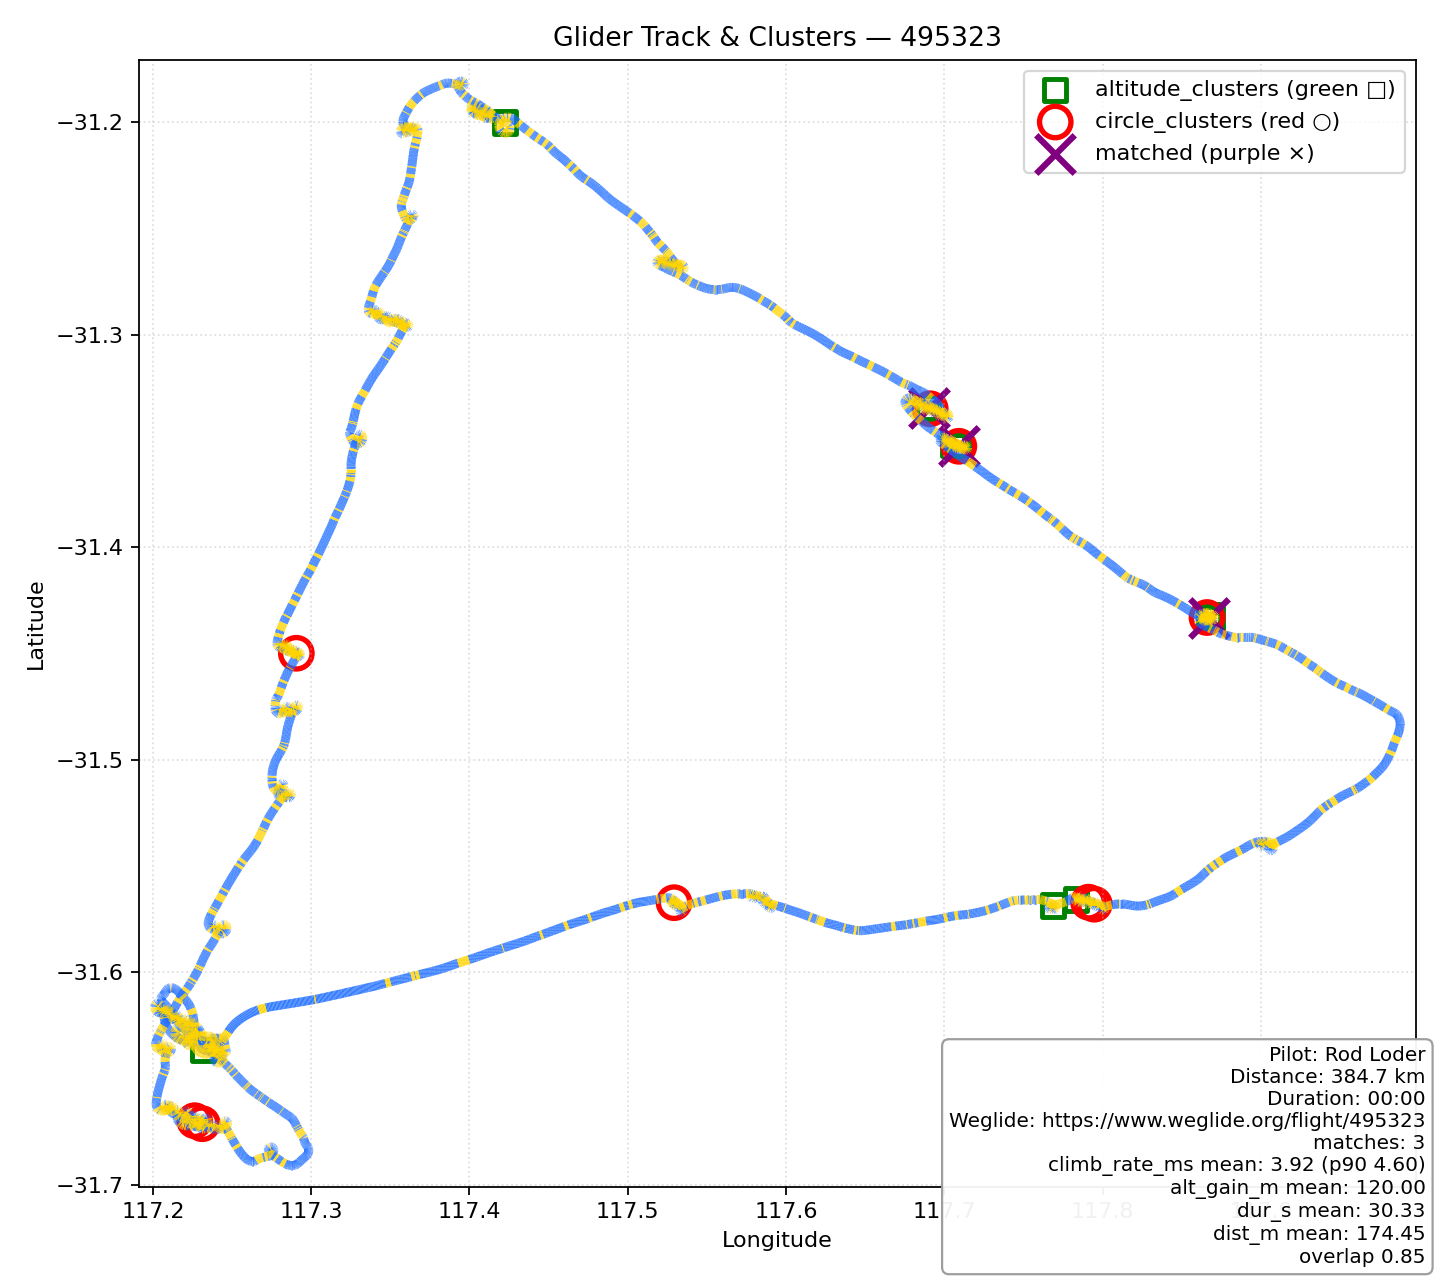 Glider Track & Clusters — 495323
altitude_clusters (green □)
circle_clusters (red ○)
matched (purple ×)
−31.2
−31.3
−31.4
−31.5
−31.6
−31.7
Latitude
117.2
117.3
117.4
117.5
117.6
117.7
117.8
Longitude
Pilot: Rod Loder
Distance: 384.7 km
Duration: 00:00
Weglide: https://www.weglide.org/flight/495323
matches: 3
climb_rate_ms mean: 3.92 (p90 4.60)
alt_gain_m mean: 120.00
dur_s mean: 30.33
dist_m mean: 174.45
overlap 0.85